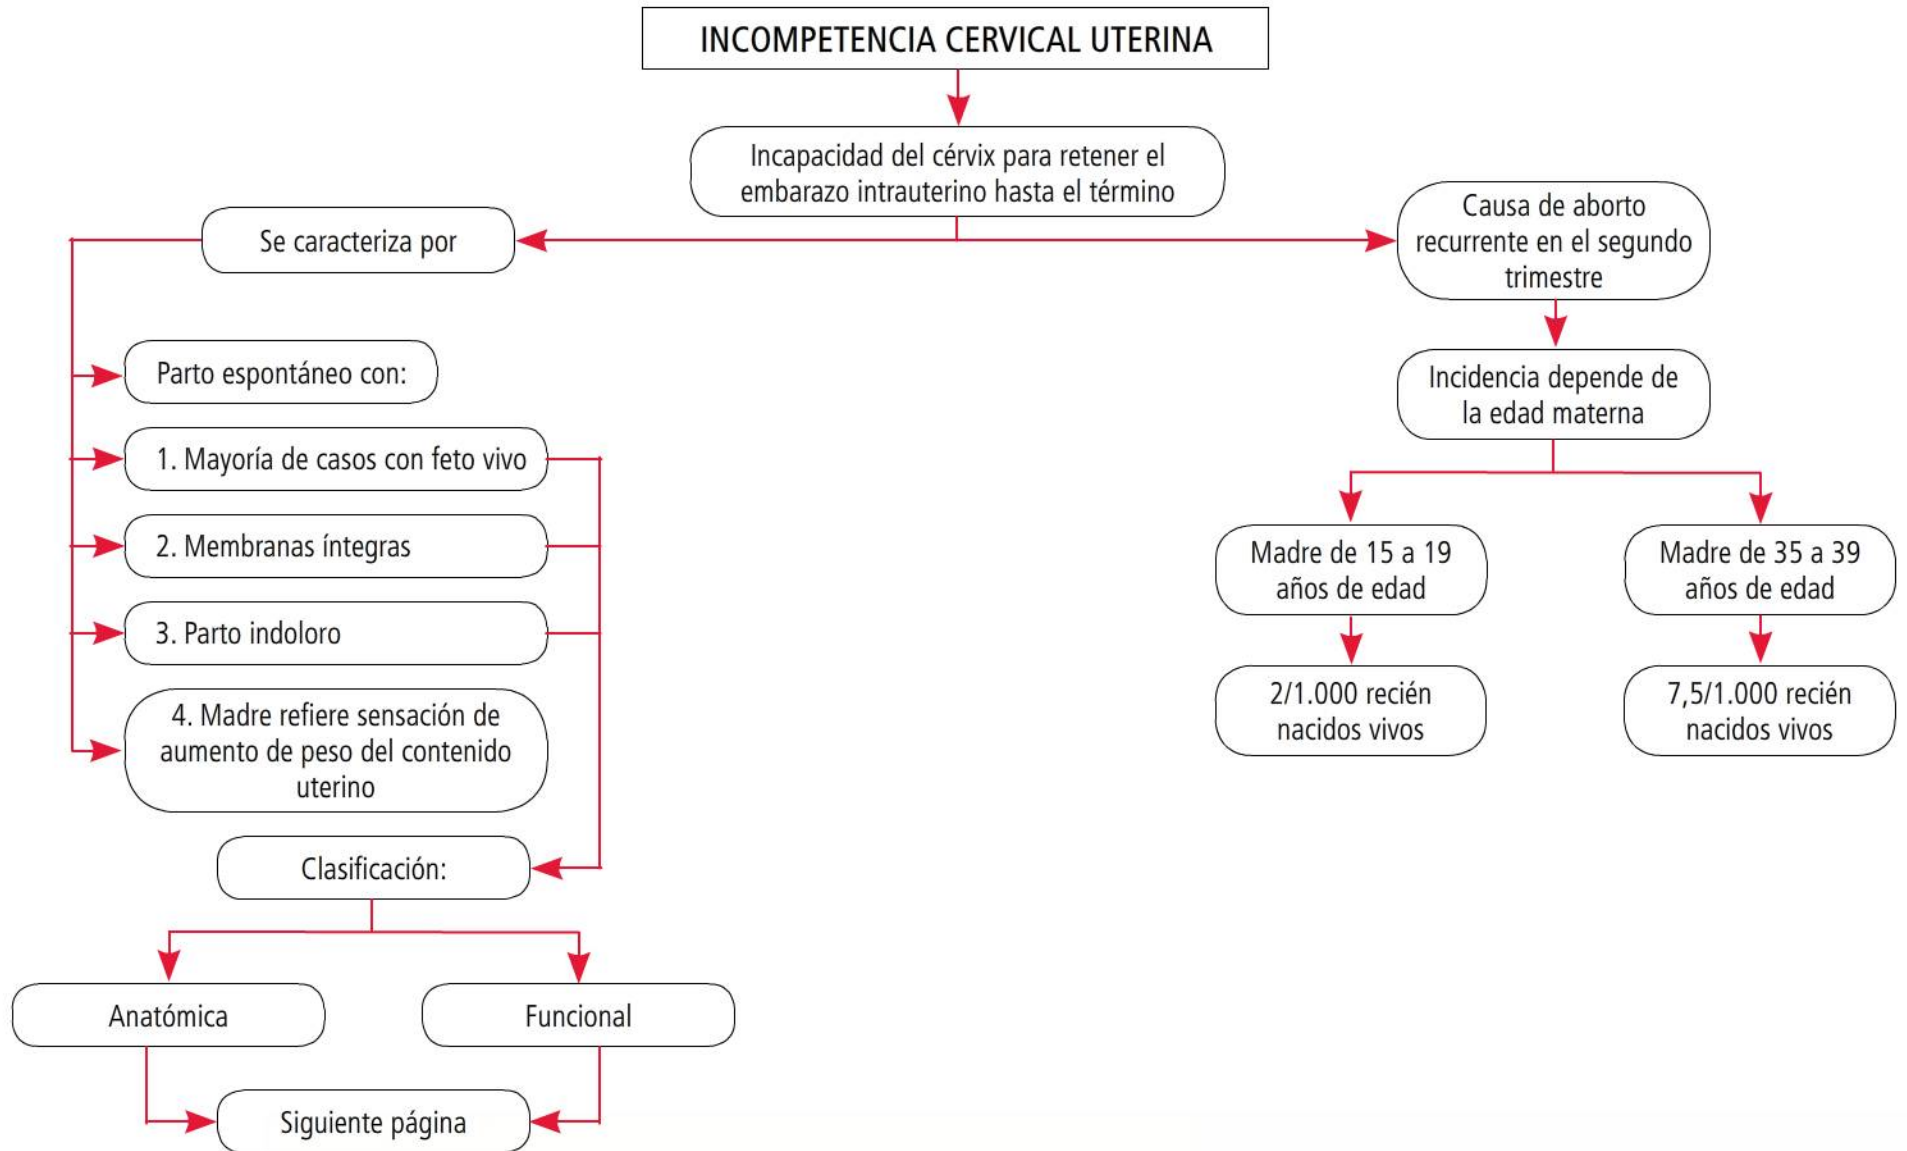 INCOMPETENCIA CERVICAL UTERINA
Incapacidad del cérvix para retener el
embarazo intrauterino hasta el término
Se caracteriza por
Causa de aborto
recurrente en el segundo
trimestre
Parto espontáneo con:
1. Mayoría de casos con feto vivo
2. Membranas íntegras
3. Parto indoloro
4. Madre refiere sensación de
aumento de peso del contenido
uterino
Clasificación:
Anatómica
Funcional
Siguiente página
Incidencia depende de
la edad materna
Madre de 15 a 19
años de edad
2/1.000 recién
nacidos vivos
Madre de 35 a 39
años de edad
7,5/1.000 recién
nacidos vivos